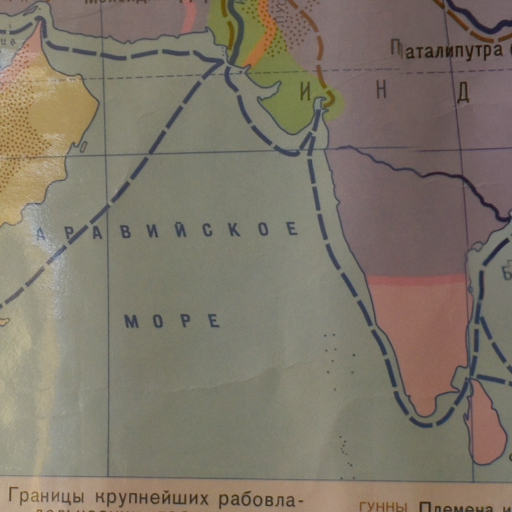 Паталипутра
И Н Д
АРАВИЙСКОЕ
МОРЕ
Б
Границы крупнейших рабовла-
ГУННЫ Племена и